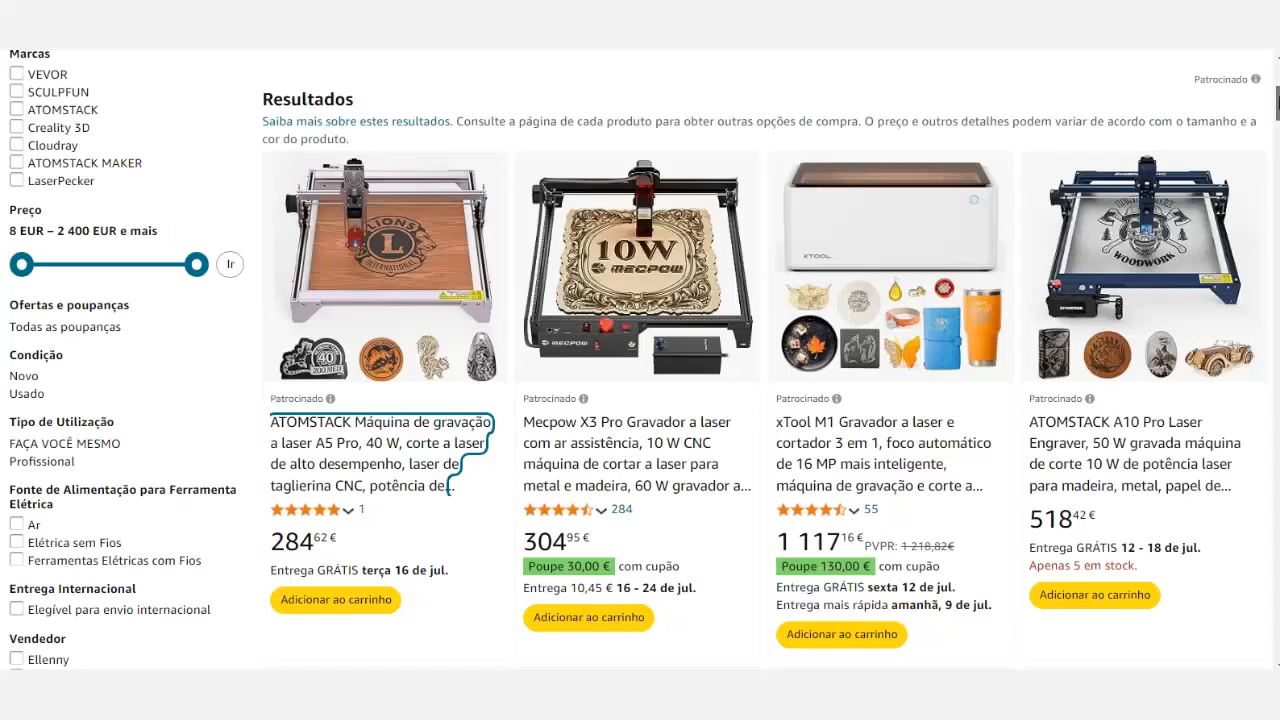 Marcas
VEVOR
SCULPFUN
ATOMSTACK
Creality 3D
Cloudray
ATOMSTACK MAKER
LaserPecker
Preço
8 EUR – 2 400 EUR e mais
Ir
Ofertas e poupanças
Todas as poupanças
Condição
Novo
Usado
Tipo de Utilização
FAÇA VOCÊ MESMO
Profissional
Fonte de Alimentação para Ferramenta
Elétrica
Ar
Elétrica sem Fios
Ferramentas Elétricas com Fios
Entrega Internacional
Elegível para envio internacional
Vendedor
Ellenny
Patrocinado
Resultados
Saiba mais sobre estes resultados. Consulte a página de cada produto para obter outras opções de compra. O preço e outros detalhes podem variar de acordo com o tamanho e a
cor do produto.
LIONS
L
INTERNATIONAL
40
ZOO MED
Patrocinado
ATOMSTACK Máquina de gravação
a laser A5 Pro, 40 W, corte a laser
de alto desempenho, laser de
taglierina CNC, potência de...
1
284,62 €
Entrega GRÁTIS terça 16 de jul.
Adicionar ao carrinho
10W
MECPOW
MECPOW
Patrocinado
Mecpow X3 Pro Gravador a laser
com ar assistência, 10 W CNC
máquina de cortar a laser para
metal e madeira, 60 W gravador a...
284
304,95 €
Poupe 30,00 € com cupão
Entrega 10,45 € 16 - 24 de jul.
Adicionar ao carrinho
XTOOL
Patrocinado
xTool M1 Gravador a laser e
cortador 3 em 1, foco automático
de 16 MP mais inteligente,
máquina de gravação e corte a...
55
1 117,16 € PVPR: 1 218,82€
Poupe 130,00 € com cupão
Entrega GRÁTIS sexta 12 de jul.
Entrega mais rápida amanhã, 9 de jul.
Adicionar ao carrinho
WOODWORK
Patrocinado
ATOMSTACK A10 Pro Laser
Engraver, 50 W gravada máquina
de corte 10 W de potência laser
para madeira, metal, papel de...
518,42 €
Entrega GRÁTIS 12 - 18 de jul.
Apenas 5 em stock.
Adicionar ao carrinho